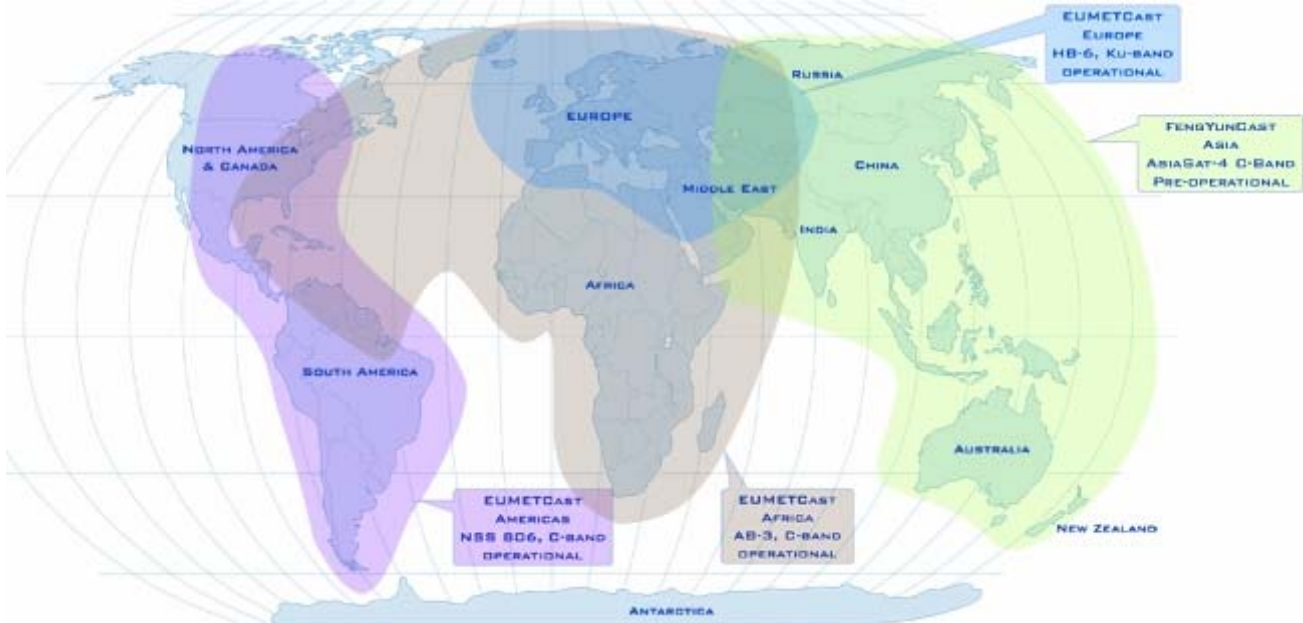 EUMETCast
Europe
HB-6, Ku-band
operational
Russia
Europe
FengYunCast
Asia
AsiaSat-4 C-Band
Pre-operational
North America
& Canada
China
Middle East
India
Africa
South America
Australia
EUMETCast
Americas
NSS 806, C-band
operational
EUMETCast
Africa
AB-3, C-band
operational
New Zealand
Antarctica